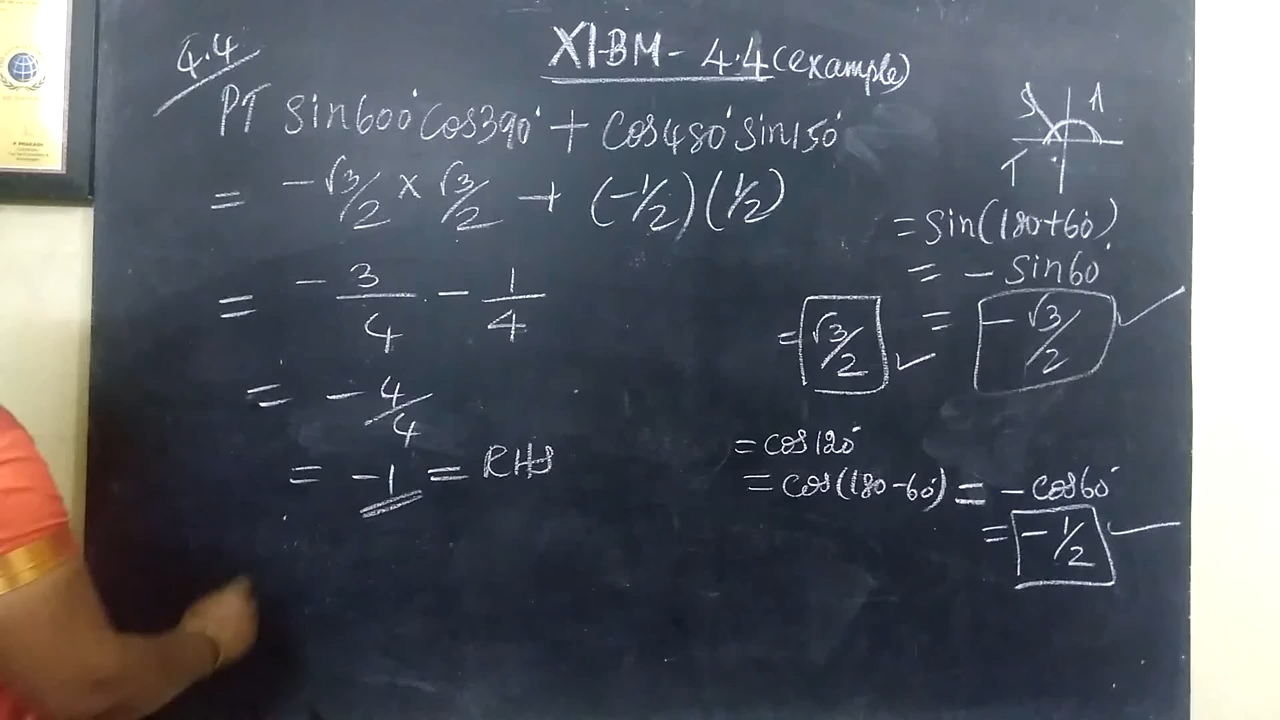 XI-BM - 4.4 (example)
4.4
PT sin600° cos390° + cos480° sin150°
= -√3/2 × √3/2 + (-1/2)(1/2)
= -3/4 - 1/4
= -4/4
= -1 = RHS
S A
T
= sin(180+60°)
= - sin60°
= -√3/2
= √3/2
= cos120°
= cos(180-60°) = - cos60°
= -1/2